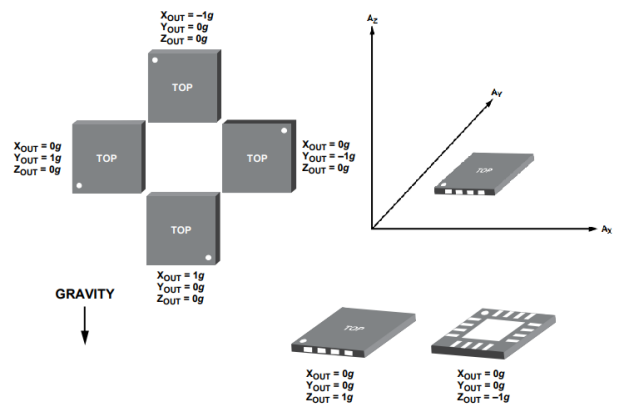 XOUT = –1g
YOUT = 0g
ZOUT = 0g
TOP
XOUT = 0g
YOUT = 1g
ZOUT = 0g
TOP
TOP
XOUT = 0g
YOUT = –1g
ZOUT = 0g
TOP
XOUT = 1g
YOUT = 0g
ZOUT = 0g
GRAVITY
AZ
AY
TOP
AX
TOP
XOUT = 0g
YOUT = 0g
ZOUT = 1g
XOUT = 0g
YOUT = 0g
ZOUT = –1g